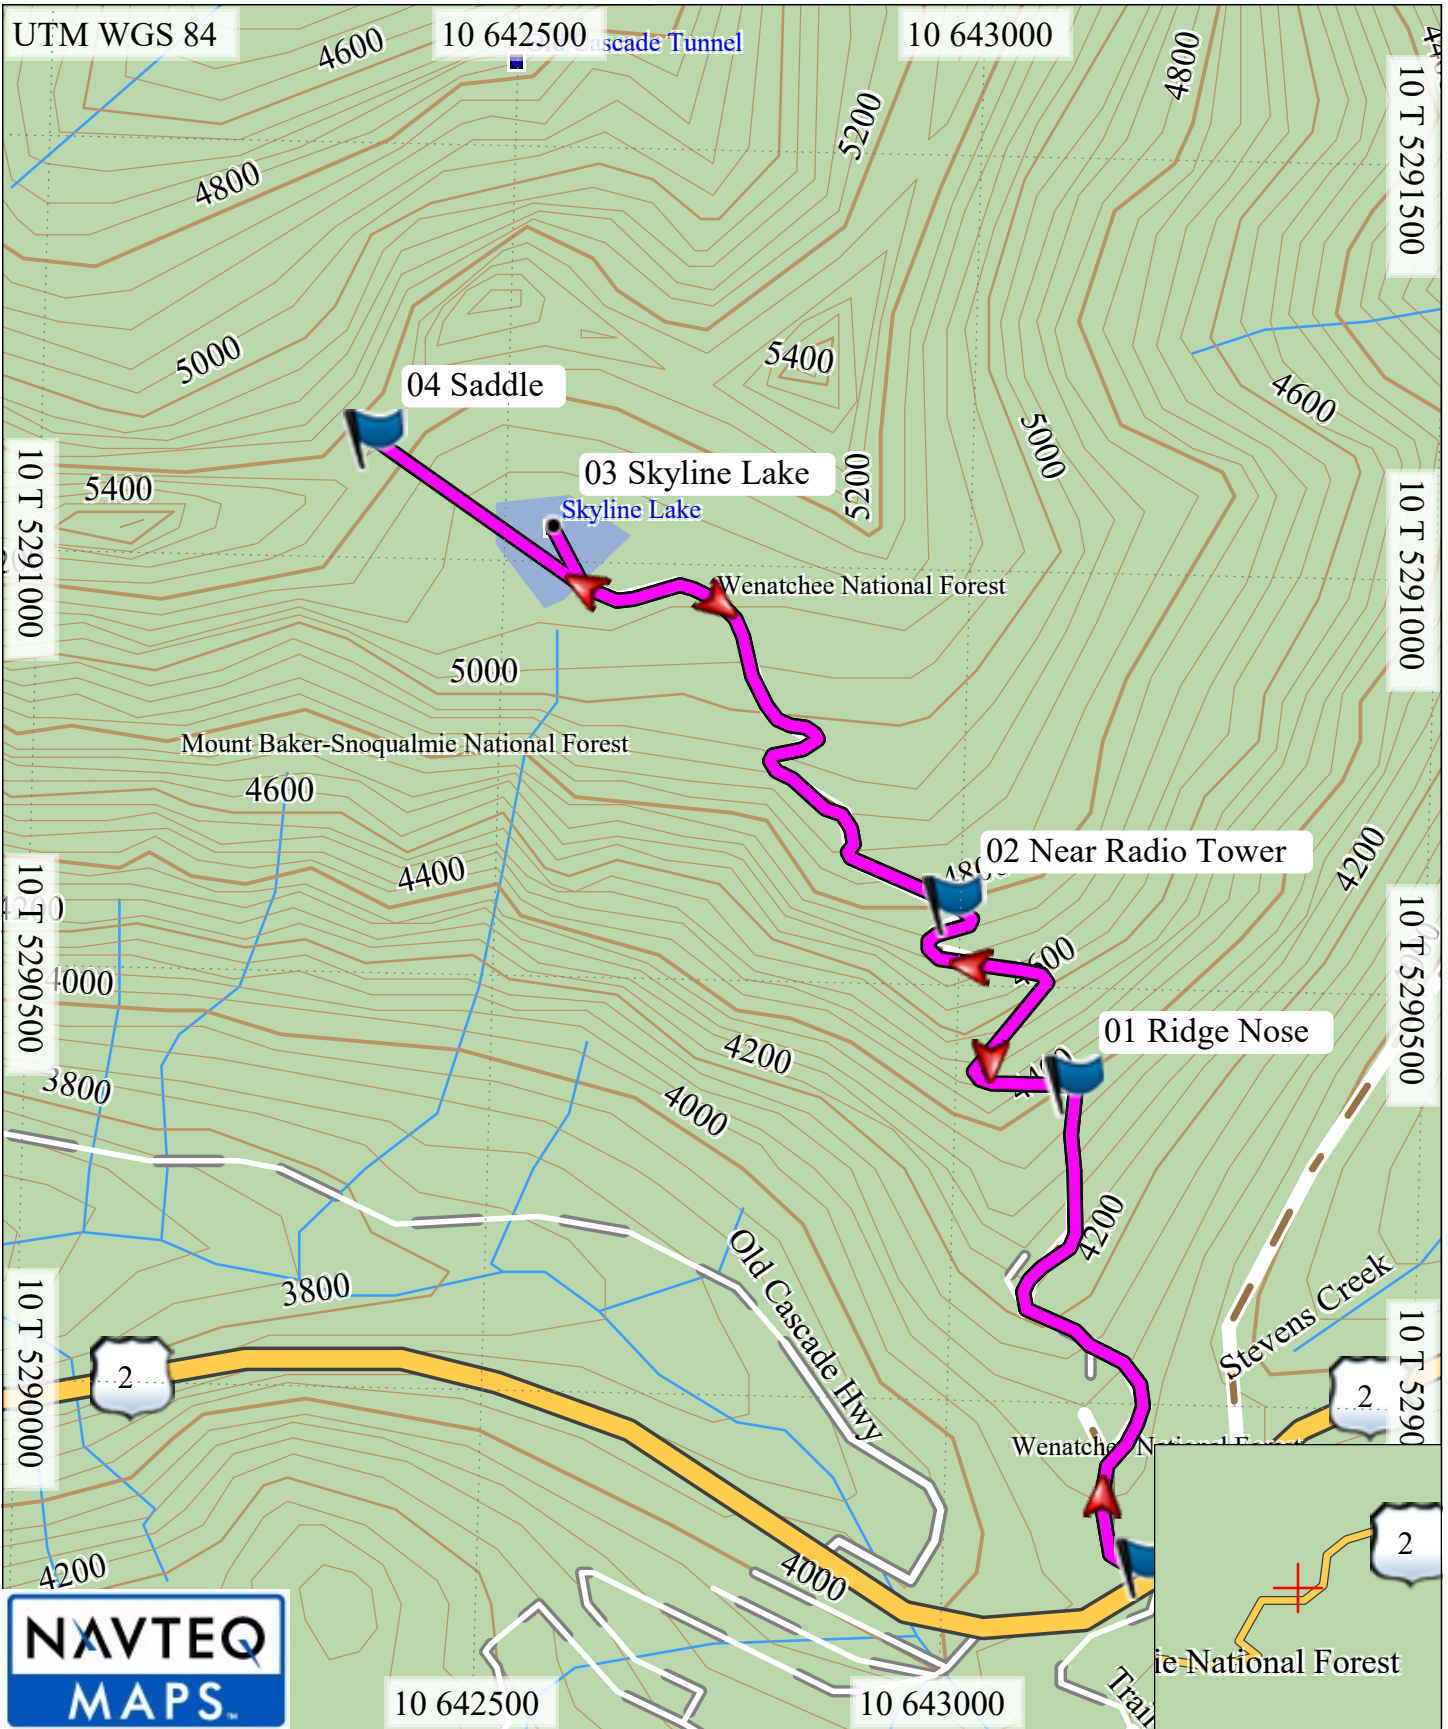 UTM WGS 84
10 642500
10 643000
Cascade Tunnel
4600
4800
5200
10 T 5291500
4800
5000
5400
4600
04 Saddle
5000
03 Skyline Lake
5400
Skyline Lake
5200
10 T 5291000
10 T 5291000
Wenatchee National Forest
5000
Mount Baker-Snoqualmie National Forest
4600
02 Near Radio Tower
4200
4400
4200
4000
10 T 5290500
10 T 5290500
01 Ridge Nose
4200
3800
4000
4200
Old Cascade Hwy
3800
Stevens Creek
10 T 5290000
2
2
10 T 5290
Wenatchee National Forest
2
4000
4200
NAVTEQ
MAPS
ie National Forest
10 642500
10 643000
Trail